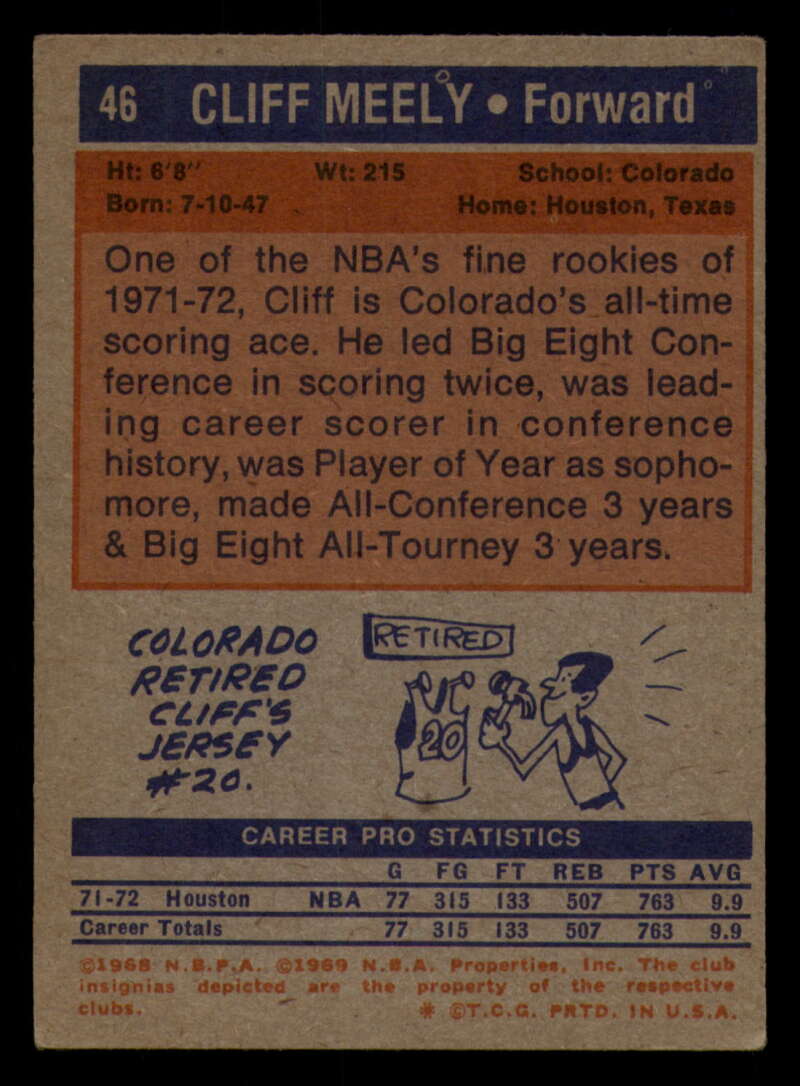 46 CLIFF MEELY • Forward
Ht: 6'8" Wt: 215 School: Colorado
Born: 7-10-47 Home: Houston, Texas
One of the NBA's fine rookies of
1971-72, Cliff is Colorado's all-time
scoring ace. He led Big Eight Con-
ference in scoring twice, was lead-
ing career scorer in conference
history, was Player of Year as sopho-
more, made All-Conference 3 years
& Big Eight All-Tourney 3 years.
COLORADO
RETIRED
CLIFF'S
JERSEY
#20.
RETIRED
20
CAREER PRO STATISTICS
G FG FT REB PTS AVG
71-72 Houston NBA 77 315 133 507 763 9.9
Career Totals 77 315 133 507 763 9.9
©1968 N.B.P.A. ©1969 N.B.A. Properties, Inc. The club
insignias depicted are the property of the respective
clubs. * ©T.C.G. PRTD. IN U.S.A.